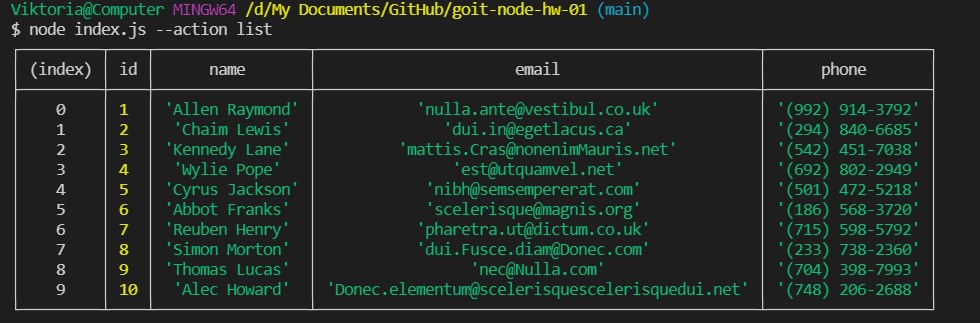 Viktoria@Computer MINGW64 /d/My Documents/GitHub/goit-node-hw-01 (main)
$ node index.js --action list
(index) id name email phone
0 1 'Allen Raymond' 'nulla.ante@vestibul.co.uk' '(992) 914-3792'
1 2 'Chaim Lewis' 'dui.in@egetlacus.ca' '(294) 840-6685'
2 3 'Kennedy Lane' 'mattis.Cras@nonenimMauris.net' '(542) 451-7038'
3 4 'Wylie Pope' 'est@utquamvel.net' '(692) 802-2949'
4 5 'Cyrus Jackson' 'nibh@semsempererat.com' '(501) 472-5218'
5 6 'Abbot Franks' 'scelerisque@magnis.org' '(186) 568-3720'
6 7 'Reuben Henry' 'pharetra.ut@dictum.co.uk' '(715) 598-5792'
7 8 'Simon Morton' 'dui.Fusce.diam@Donec.com' '(233) 738-2360'
8 9 'Thomas Lucas' 'nec@Nulla.com' '(704) 398-7993'
9 10 'Alec Howard' 'Donec.elementum@scelerisquescelerisquedui.net' '(748) 206-2688'